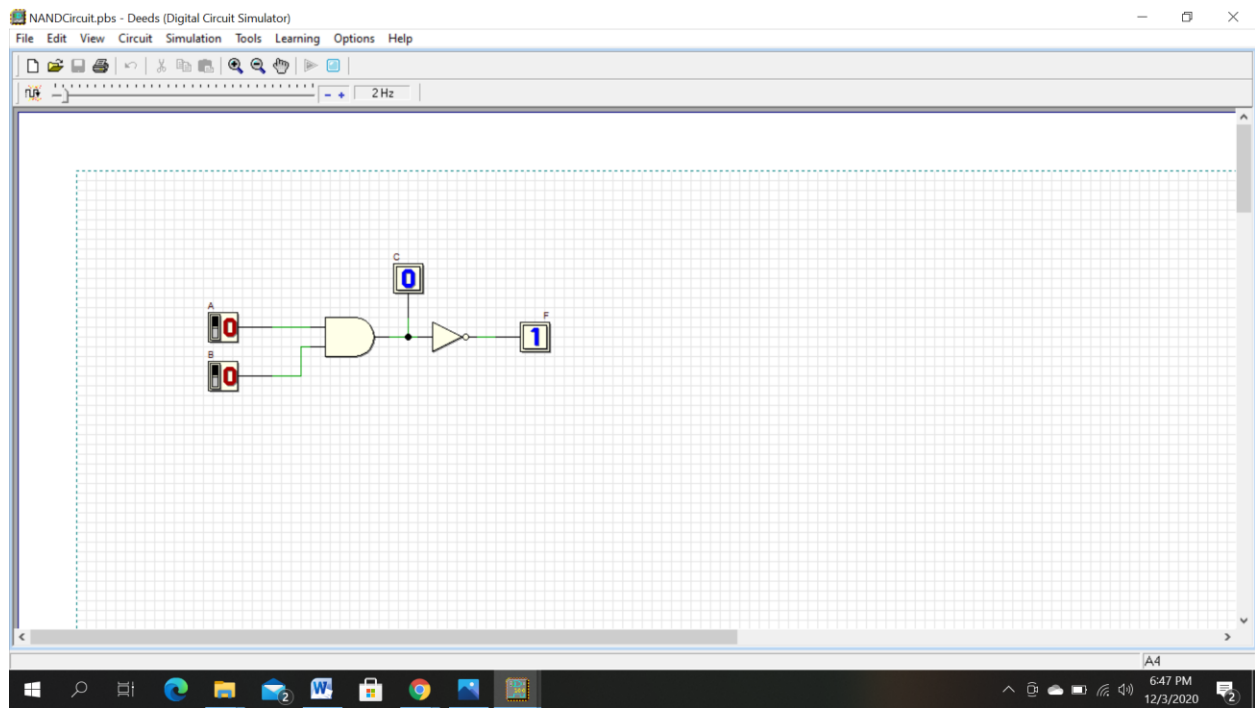 NANDCircuit.pbs - Deeds (Digital Circuit Simulator)
File Edit View Circuit Simulation Tools Learning Options Help
2 Hz
C
0
A
0
F
1
B
0
A4
2
W
6:47 PM
12/3/2020
2